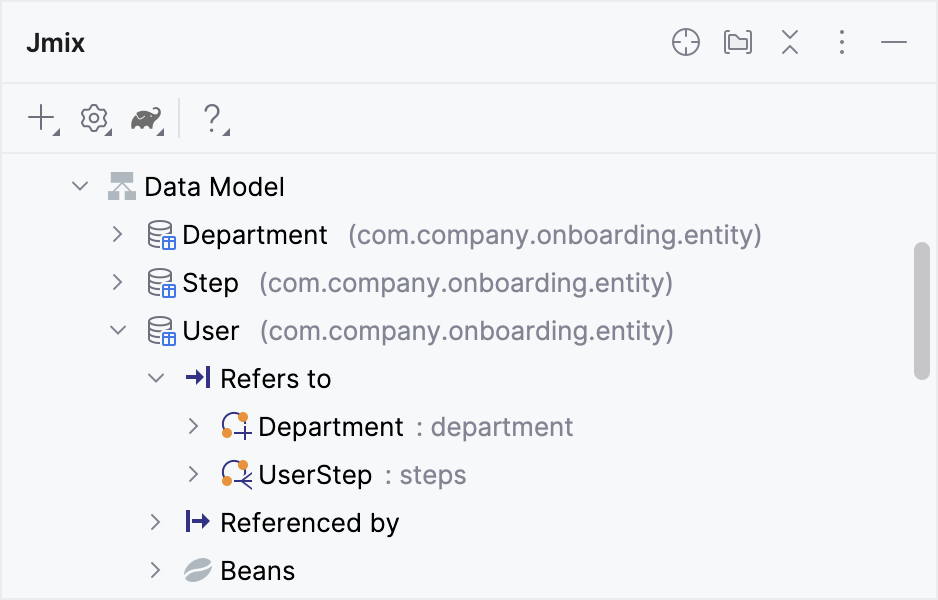 Jmix
?
Data Model
Department (com.company.onboarding.entity)
Step (com.company.onboarding.entity)
User (com.company.onboarding.entity)
Refers to
Department : department
UserStep : steps
Referenced by
Beans